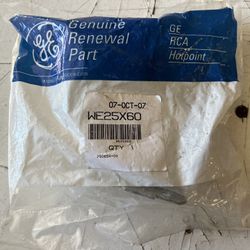 Genuine
Renewal
Part
GE
RCA
Hotpoint
07-OCT-07
WE25X60
QTY